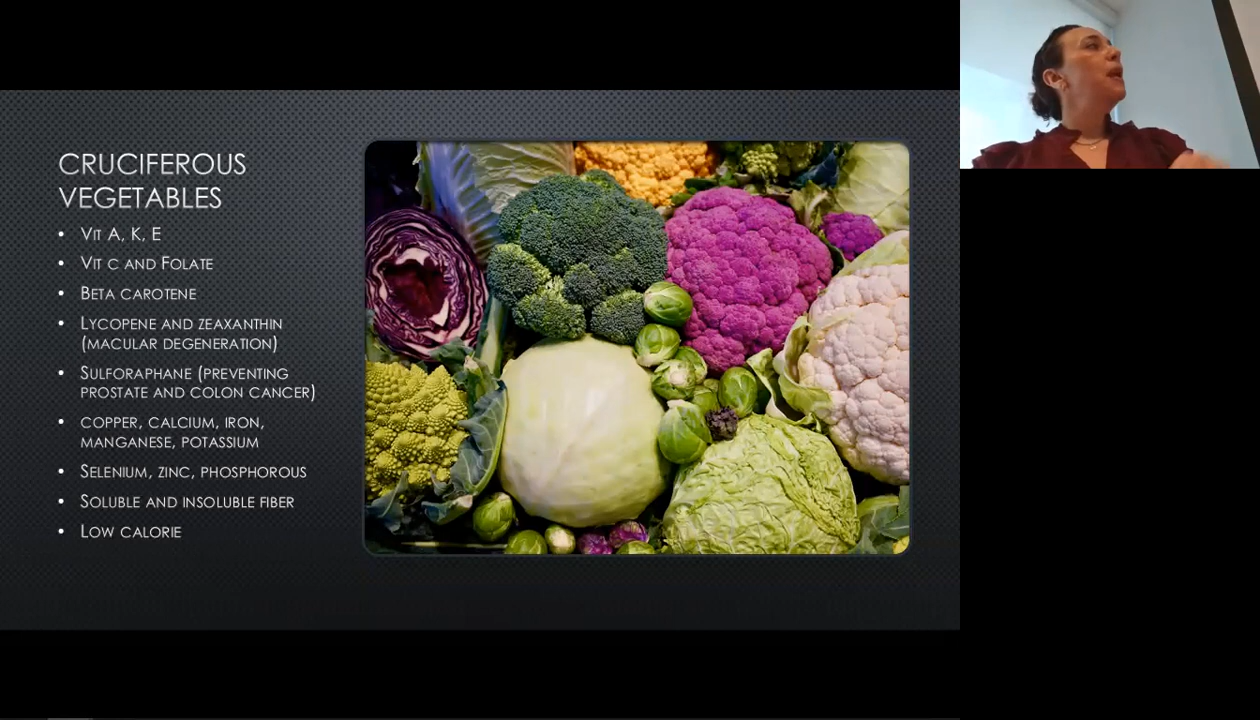 CRUCIFEROUS
VEGETABLES
• VIT A, K, E
• VIT C AND FOLATE
• BETA CAROTENE
• LYCOPENE AND ZEAXANTHIN
(MACULAR DEGENERATION)
• SULFORAPHANE (PREVENTING
PROSTATE AND COLON CANCER)
• COPPER, CALCIUM, IRON,
MANGANESE, POTASSIUM
• SELENIUM, ZINC, PHOSPHOROUS
• SOLUBLE AND INSOLUBLE FIBER
• LOW CALORIE